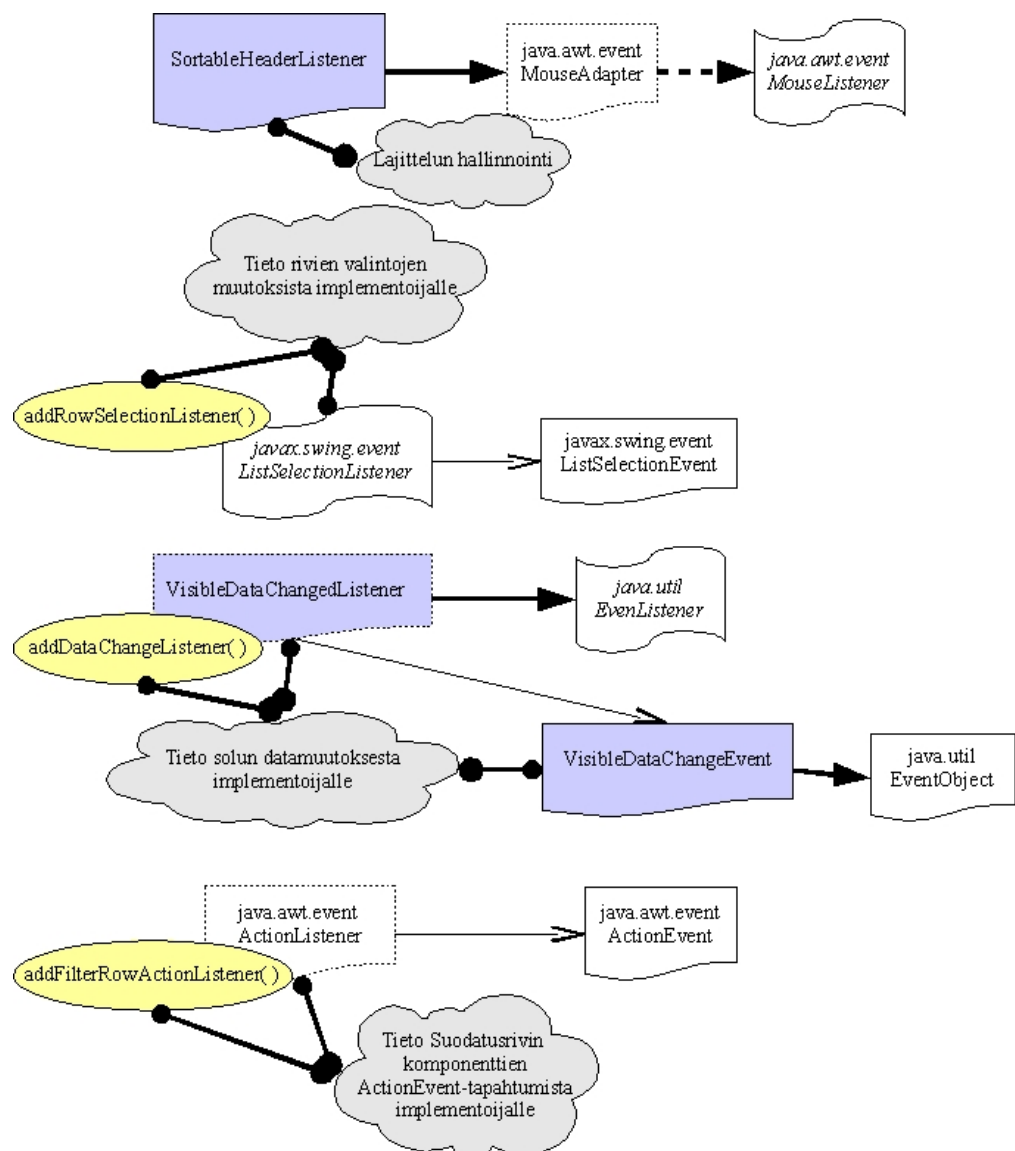 SortableHeaderListener
java.awt.event
MouseAdapter
java.awt.event
MouseListener
Lajittelun hallinnointi
Tieto rivien valintojen
muutoksista implementoijalle
addRowSelectionListener( )
javax.swing.event
ListSelectionListener
javax.swing.event
ListSelectionEvent
VisibleDataChangedListener
java.util
EvenListener
addDataChangeListener( )
Tieto solun datamuutoksesta
implementoijalle
VisibleDataChangeEvent
java.util
EventObject
java.awt.event
ActionListener
java.awt.event
ActionEvent
addFilterRowActionListener( )
Tieto Suodatusrivin
komponenttien
ActionEvent-tapahtumista
implementoijalle